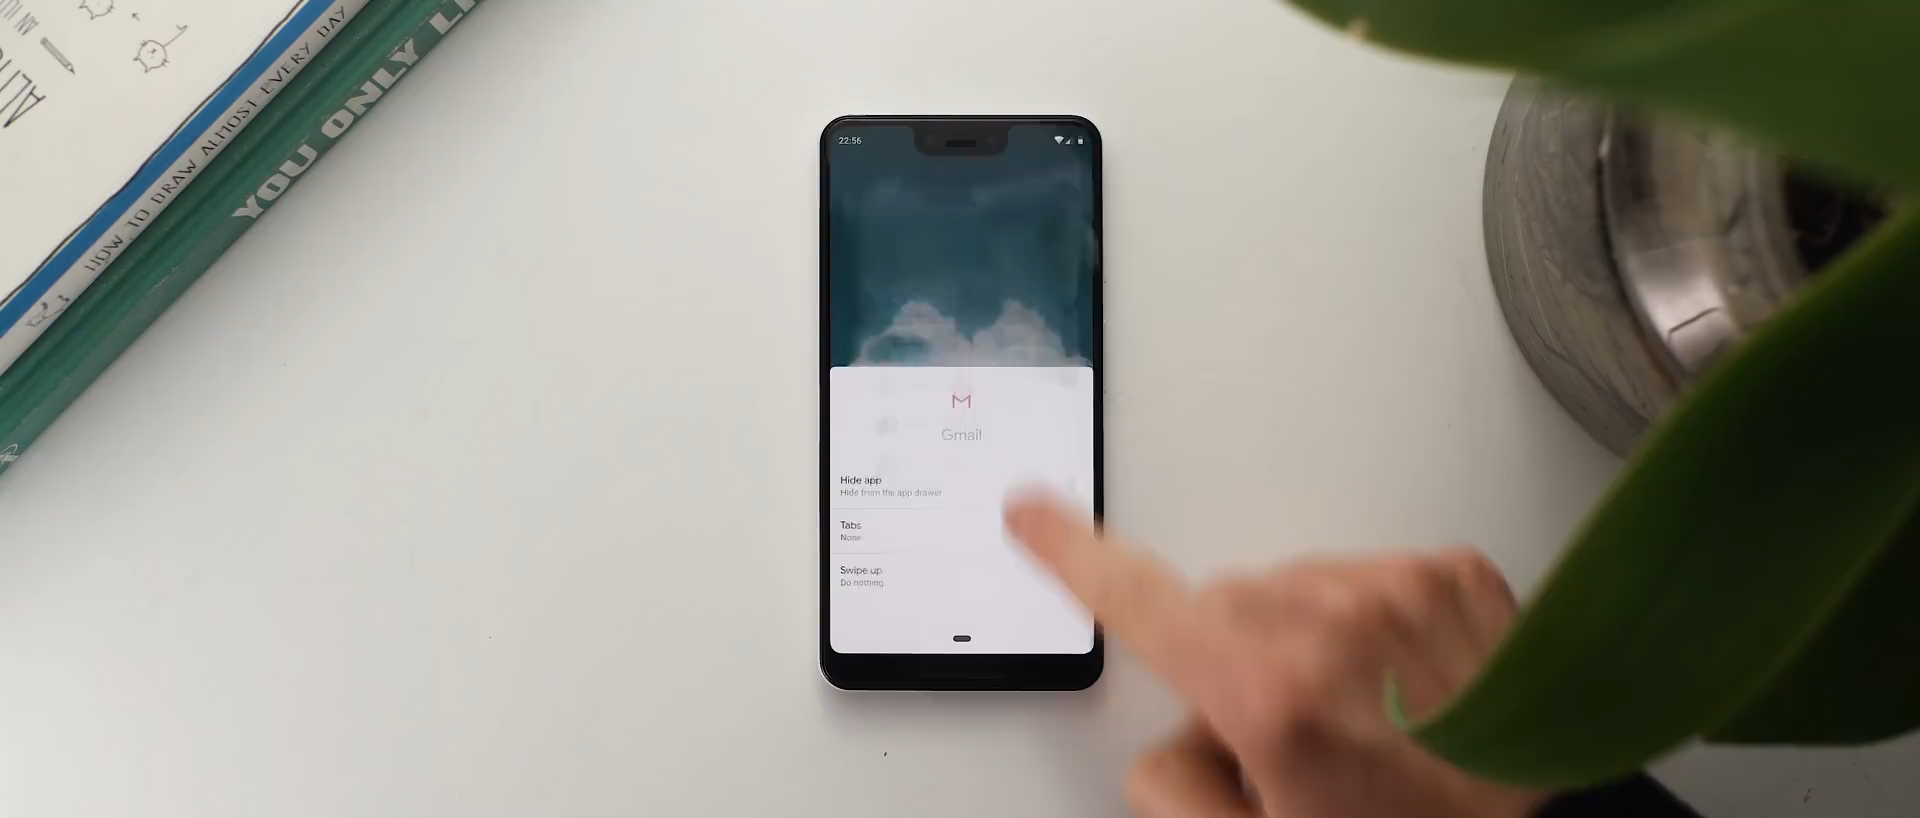 HOW TO DRAW ALMOST EVERY DAY
YOU ONLY LI
22:56
Gmail
Hide app
Hide from the app drawer
Tabs
None
Swipe up
Do nothing